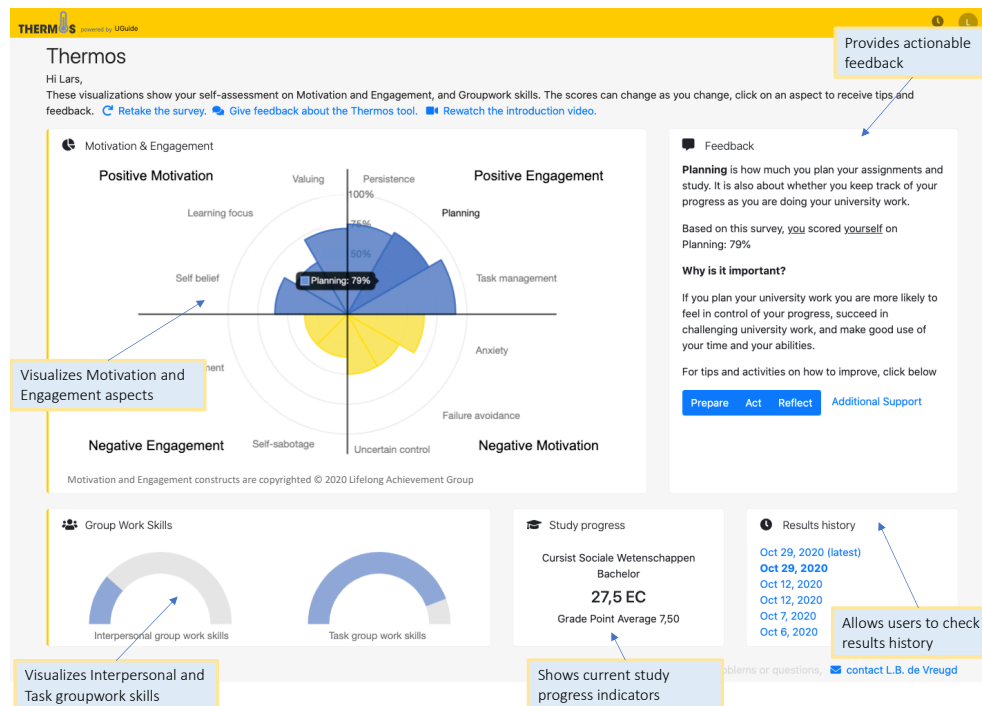 THERMOS powered by UGuide
L
Provides actionable
feedback
Thermos
Hi Lars,
These visualizations show your self-assessment on Motivation and Engagement, and Groupwork skills. The scores can change as you change, click on an aspect to receive tips and
feedback. Retake the survey. Give feedback about the Thermos tool. Rewatch the introduction video.
Motivation & Engagement
Positive Motivation
Valuing
Persistence
Positive Engagement
100%
Learning focus
Planning
75%
50%
Self belief
Planning: 79%
Task management
Anxiety
Visualizes Motivation and
Engagement aspects
Failure avoidance
Negative Engagement
Self-sabotage
Uncertain control
Negative Motivation
Motivation and Engagement constructs are copyrighted © 2020 Lifelong Achievement Group
Feedback
Planning is how much you plan your assignments and
study. It is also about whether you keep track of your
progress as you are doing your university work.
Based on this survey, you scored yourself on
Planning: 79%
Why is it important?
If you plan your university work you are more likely to
feel in control of your progress, succeed in
challenging university work, and make good use of
your time and your abilities.
For tips and activities on how to improve, click below
Prepare Act Reflect Additional Support
Group Work Skills
Interpersonal group work skills
Task group work skills
Visualizes Interpersonal and
Task groupwork skills
Study progress
Cursist Sociale Wetenschappen
Bachelor
27,5 EC
Grade Point Average 7,50
Shows current study
progress indicators
Results history
Oct 29, 2020 (latest)
Oct 29, 2020
Oct 12, 2020
Oct 12, 2020
Oct 7, 2020
Oct 6, 2020
Allows users to check
results history
or questions, contact L.B. de Vreugd